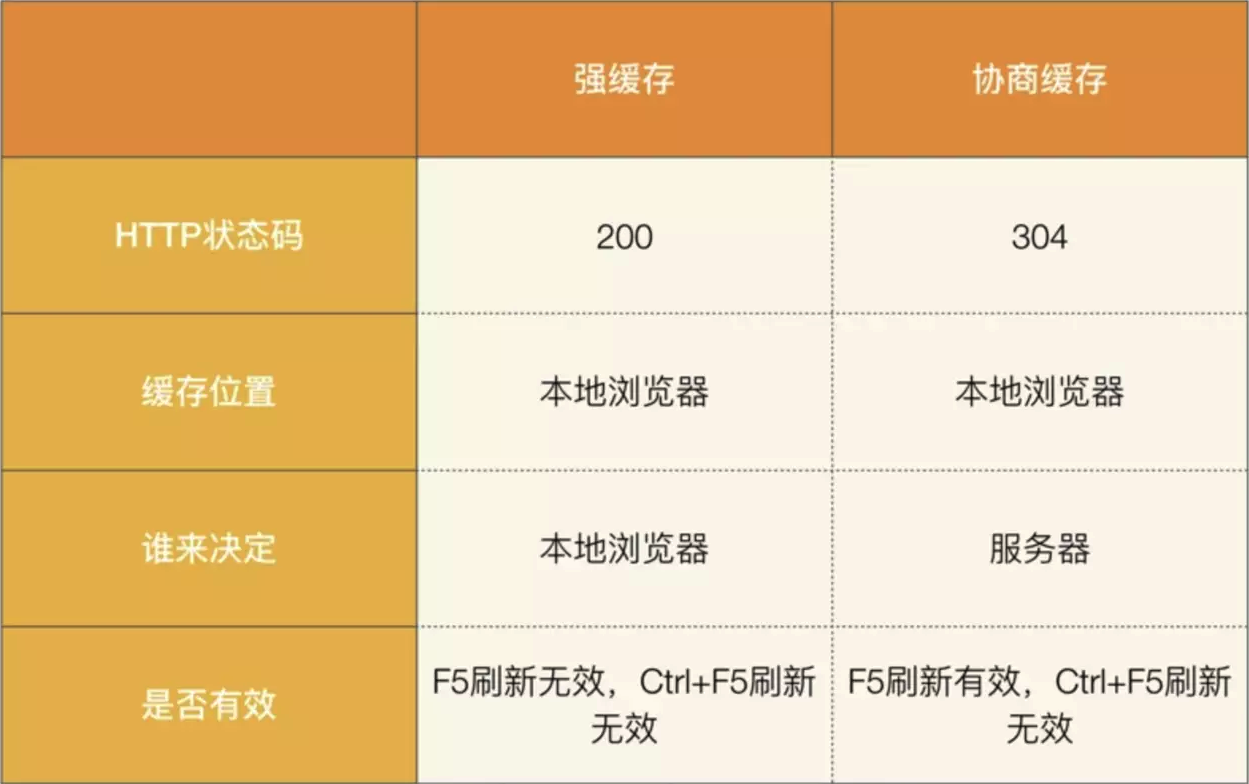 强缓存
协商缓存
HTTP状态码
200
304
缓存位置
本地浏览器
本地浏览器
谁来决定
本地浏览器
服务器
是否有效
F5刷新无效，Ctrl+F5刷新
无效
F5刷新有效，Ctrl+F5刷新
无效